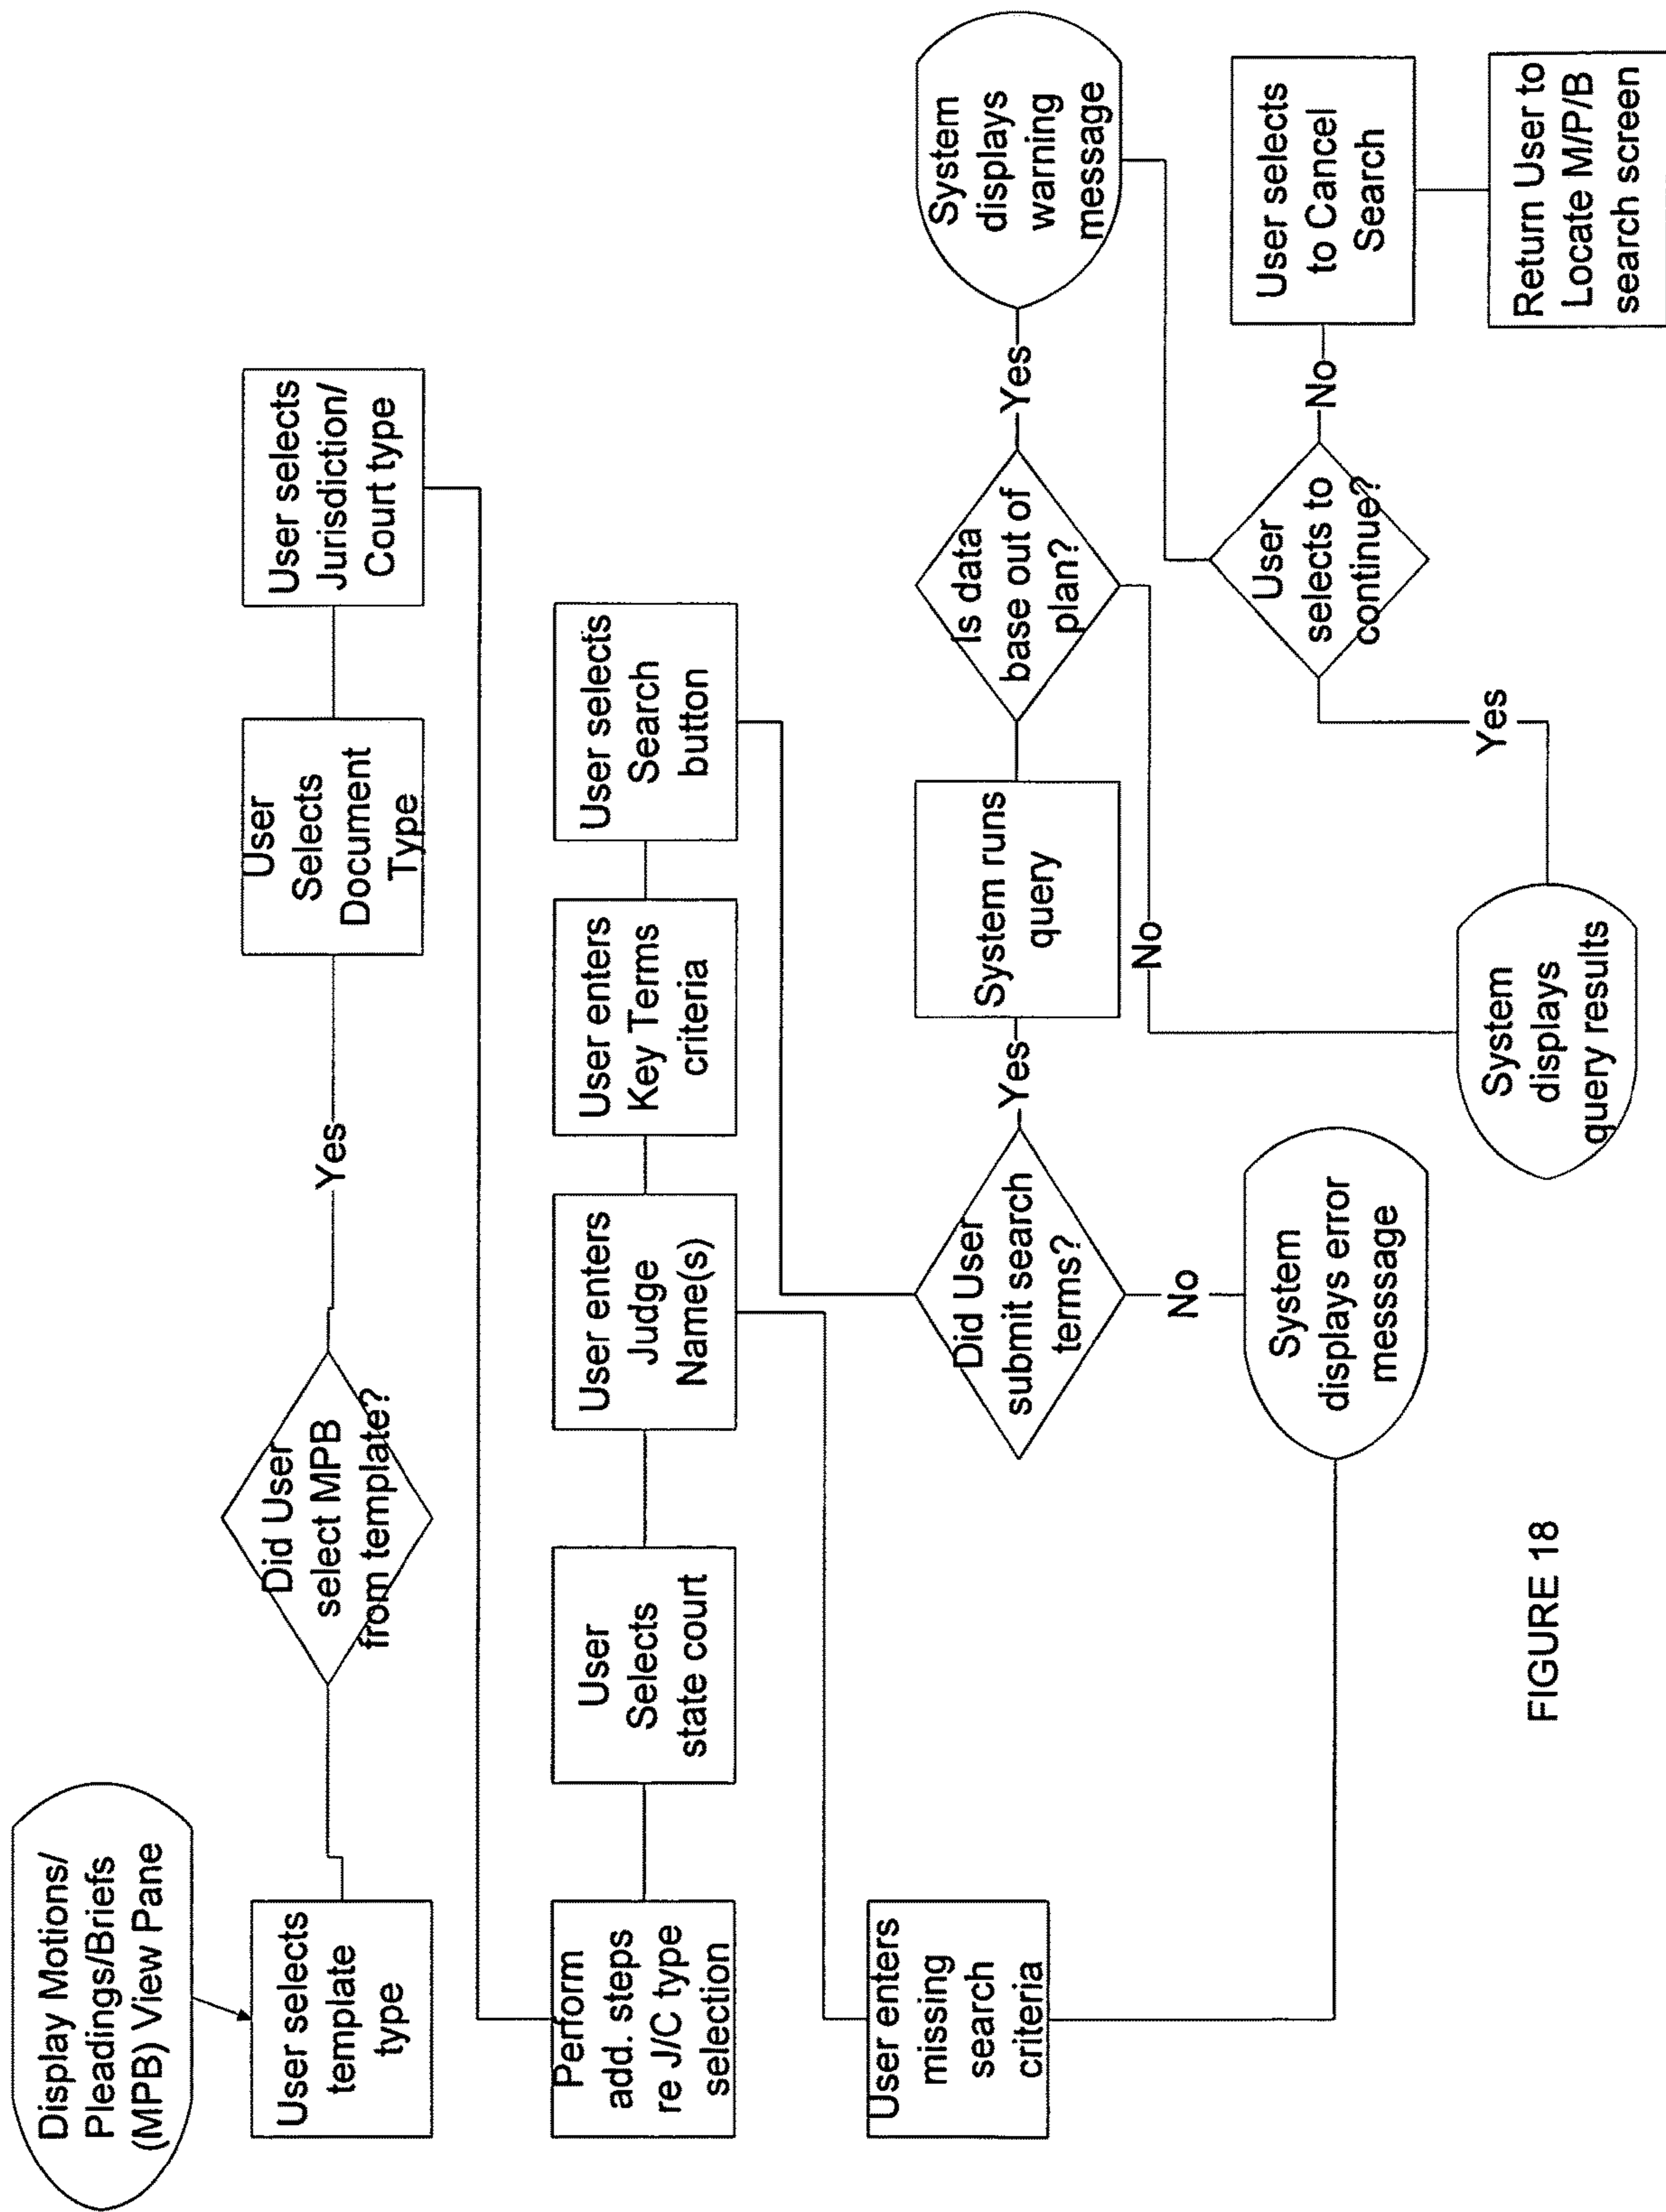 Display Motions/
Pleadings/Briefs
(MPB) View Pane
User selects
template
type
Did User
select MPB
from template?
Yes
User
Selects
Document
Type
User selects
Jurisdiction/
Court type
Perform
add. steps
re J/C type
selection
User
Selects
state court
User enters
Judge
Name(s)
User enters
Key Terms
criteria
User selects
Search
button
User enters
missing
search
criteria
Did User
submit search
terms?
Yes
No
System runs
query
Is data
base out of
plan?
Yes
No
System
displays
warning
message
System
displays error
messsage
User
selects to
continue?
No
Yes
User selects
to Cancel
Search
System
displays
query results
Return User to
Locate M/P/B
search screen
FIGURE 18